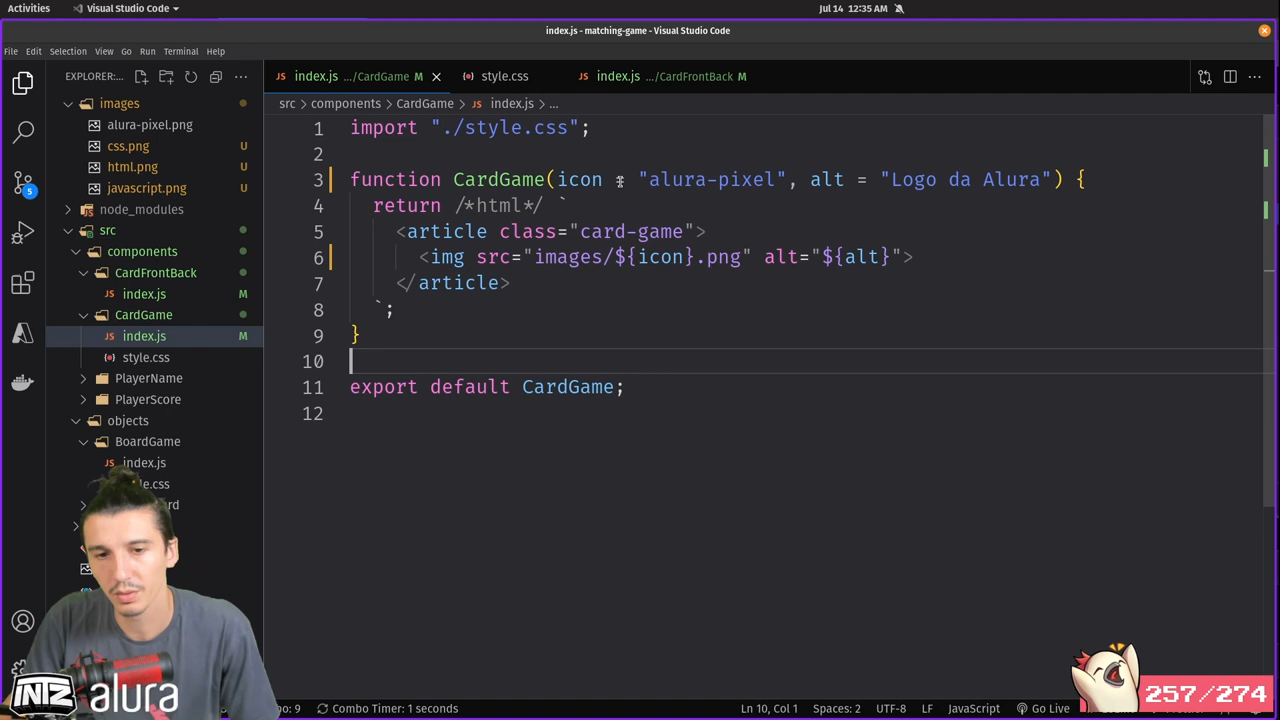 Activities
Visual Studio Code
Jul 14 12:35 AM
index.js - matching-game - Visual Studio Code
File Edit Selection View Go Run Terminal Help
EXPLORER:...
index.js .../CardGame M
style.css
index.js .../CardFrontBack M
src > components > CardGame > JS index.js > ...
images
alura-pixel.png
css.png U
html.png U
javascript.png U
node_modules
src
components
CardFrontBack
JS index.js M
CardGame
JS index.js M
style.css
PlayerName
PlayerScore
objects
BoardGame
JS index.js
5
1 import "./style.css";
2
3 function CardGame(icon = "alura-pixel", alt = "Logo da Alura") {
4 return /*html*/ `
5 <article class="card-game">
6 <img src="images/${icon}.png" alt="${alt}">
7 </article>
8 `;
9 }
10
11 export default CardGame;
12
INTZ alura
257/274
Combo Timer: 1 seconds
Ln 10, Col 1
Spaces: 2
UTF-8
LF
JavaScript
Go Live